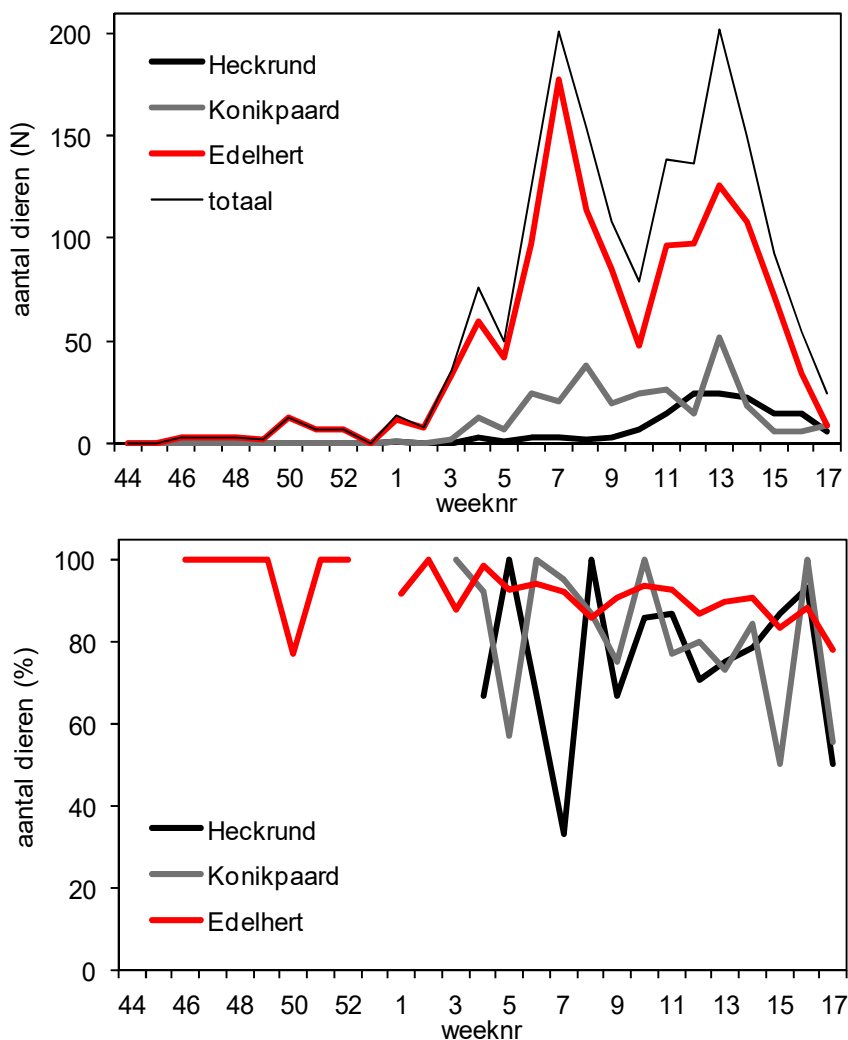 200
150
100
50
0
aantal dieren (N)
Heckrund
Konikpaard
Edelhert
totaal
44 46 48 50 52 1 3 5 7 9 11 13 15 17
weeknr
100
80
60
40
20
0
aantal dieren (%)
Heckrund
Konikpaard
Edelhert
44 46 48 50 52 1 3 5 7 9 11 13 15 17
weeknr